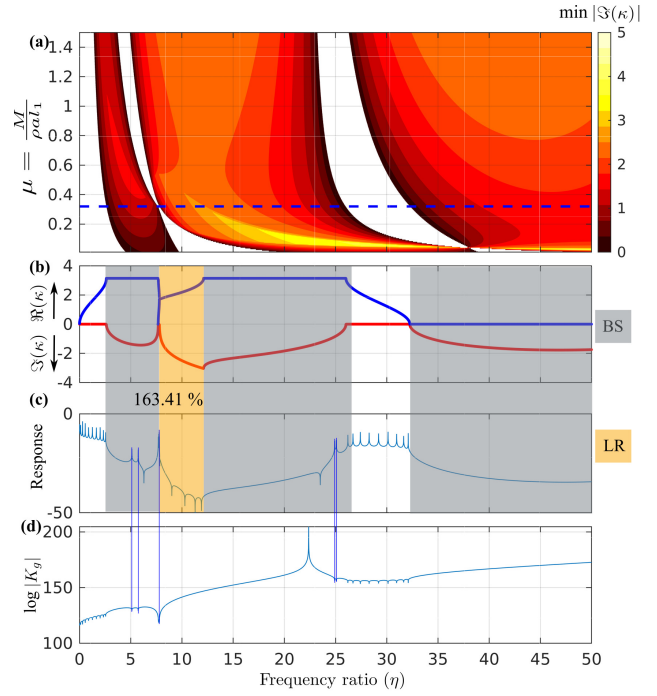 min |ℑ(κ)|
(a)
1.4
1.2
1
0.8
0.6
0.4
0.2
μ = M / ρal₁
5
4
3
2
1
0
(b)
4
2
0
-2
-4
ℑ(κ) ℜ(κ)
BS
163.41 %
(c)
0
-50
Response
LR
(d)
200
150
100
log |K_g|
0 5 10 15 20 25 30 35 40 45 50
Frequency ratio (η)